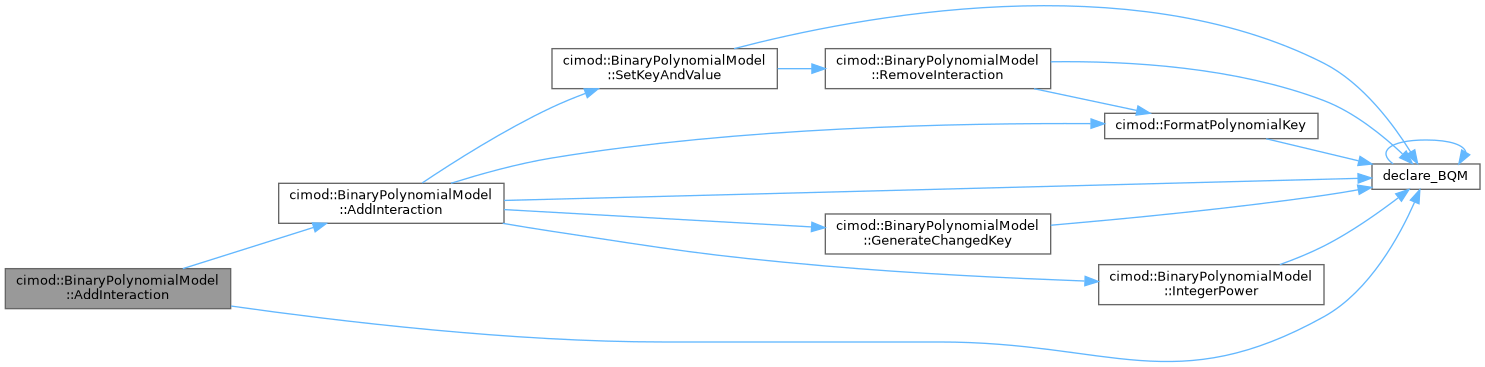 cimod::BinaryPolynomialModel
::SetKeyAndValue
cimod::BinaryPolynomialModel
::RemoveInteraction
cimod::FormatPolynomialKey
declare_BQM
cimod::BinaryPolynomialModel
::AddInteraction
cimod::BinaryPolynomialModel
::GenerateChangedKey
cimod::BinaryPolynomialModel
::IntegerPower
cimod::BinaryPolynomialModel
::AddInteraction